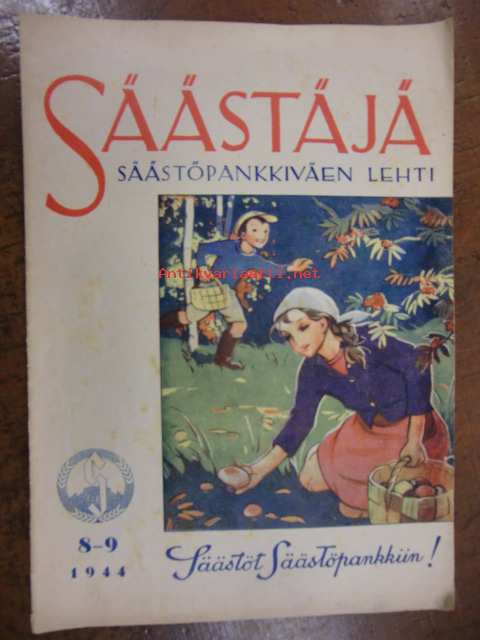 SÄÄSTÄJÄ
SÄÄSTÖPANKKIVÄEN LEHTI
Antikvariaatti.net
S
8-9
1944
Säästöt Säästöpankkiin!